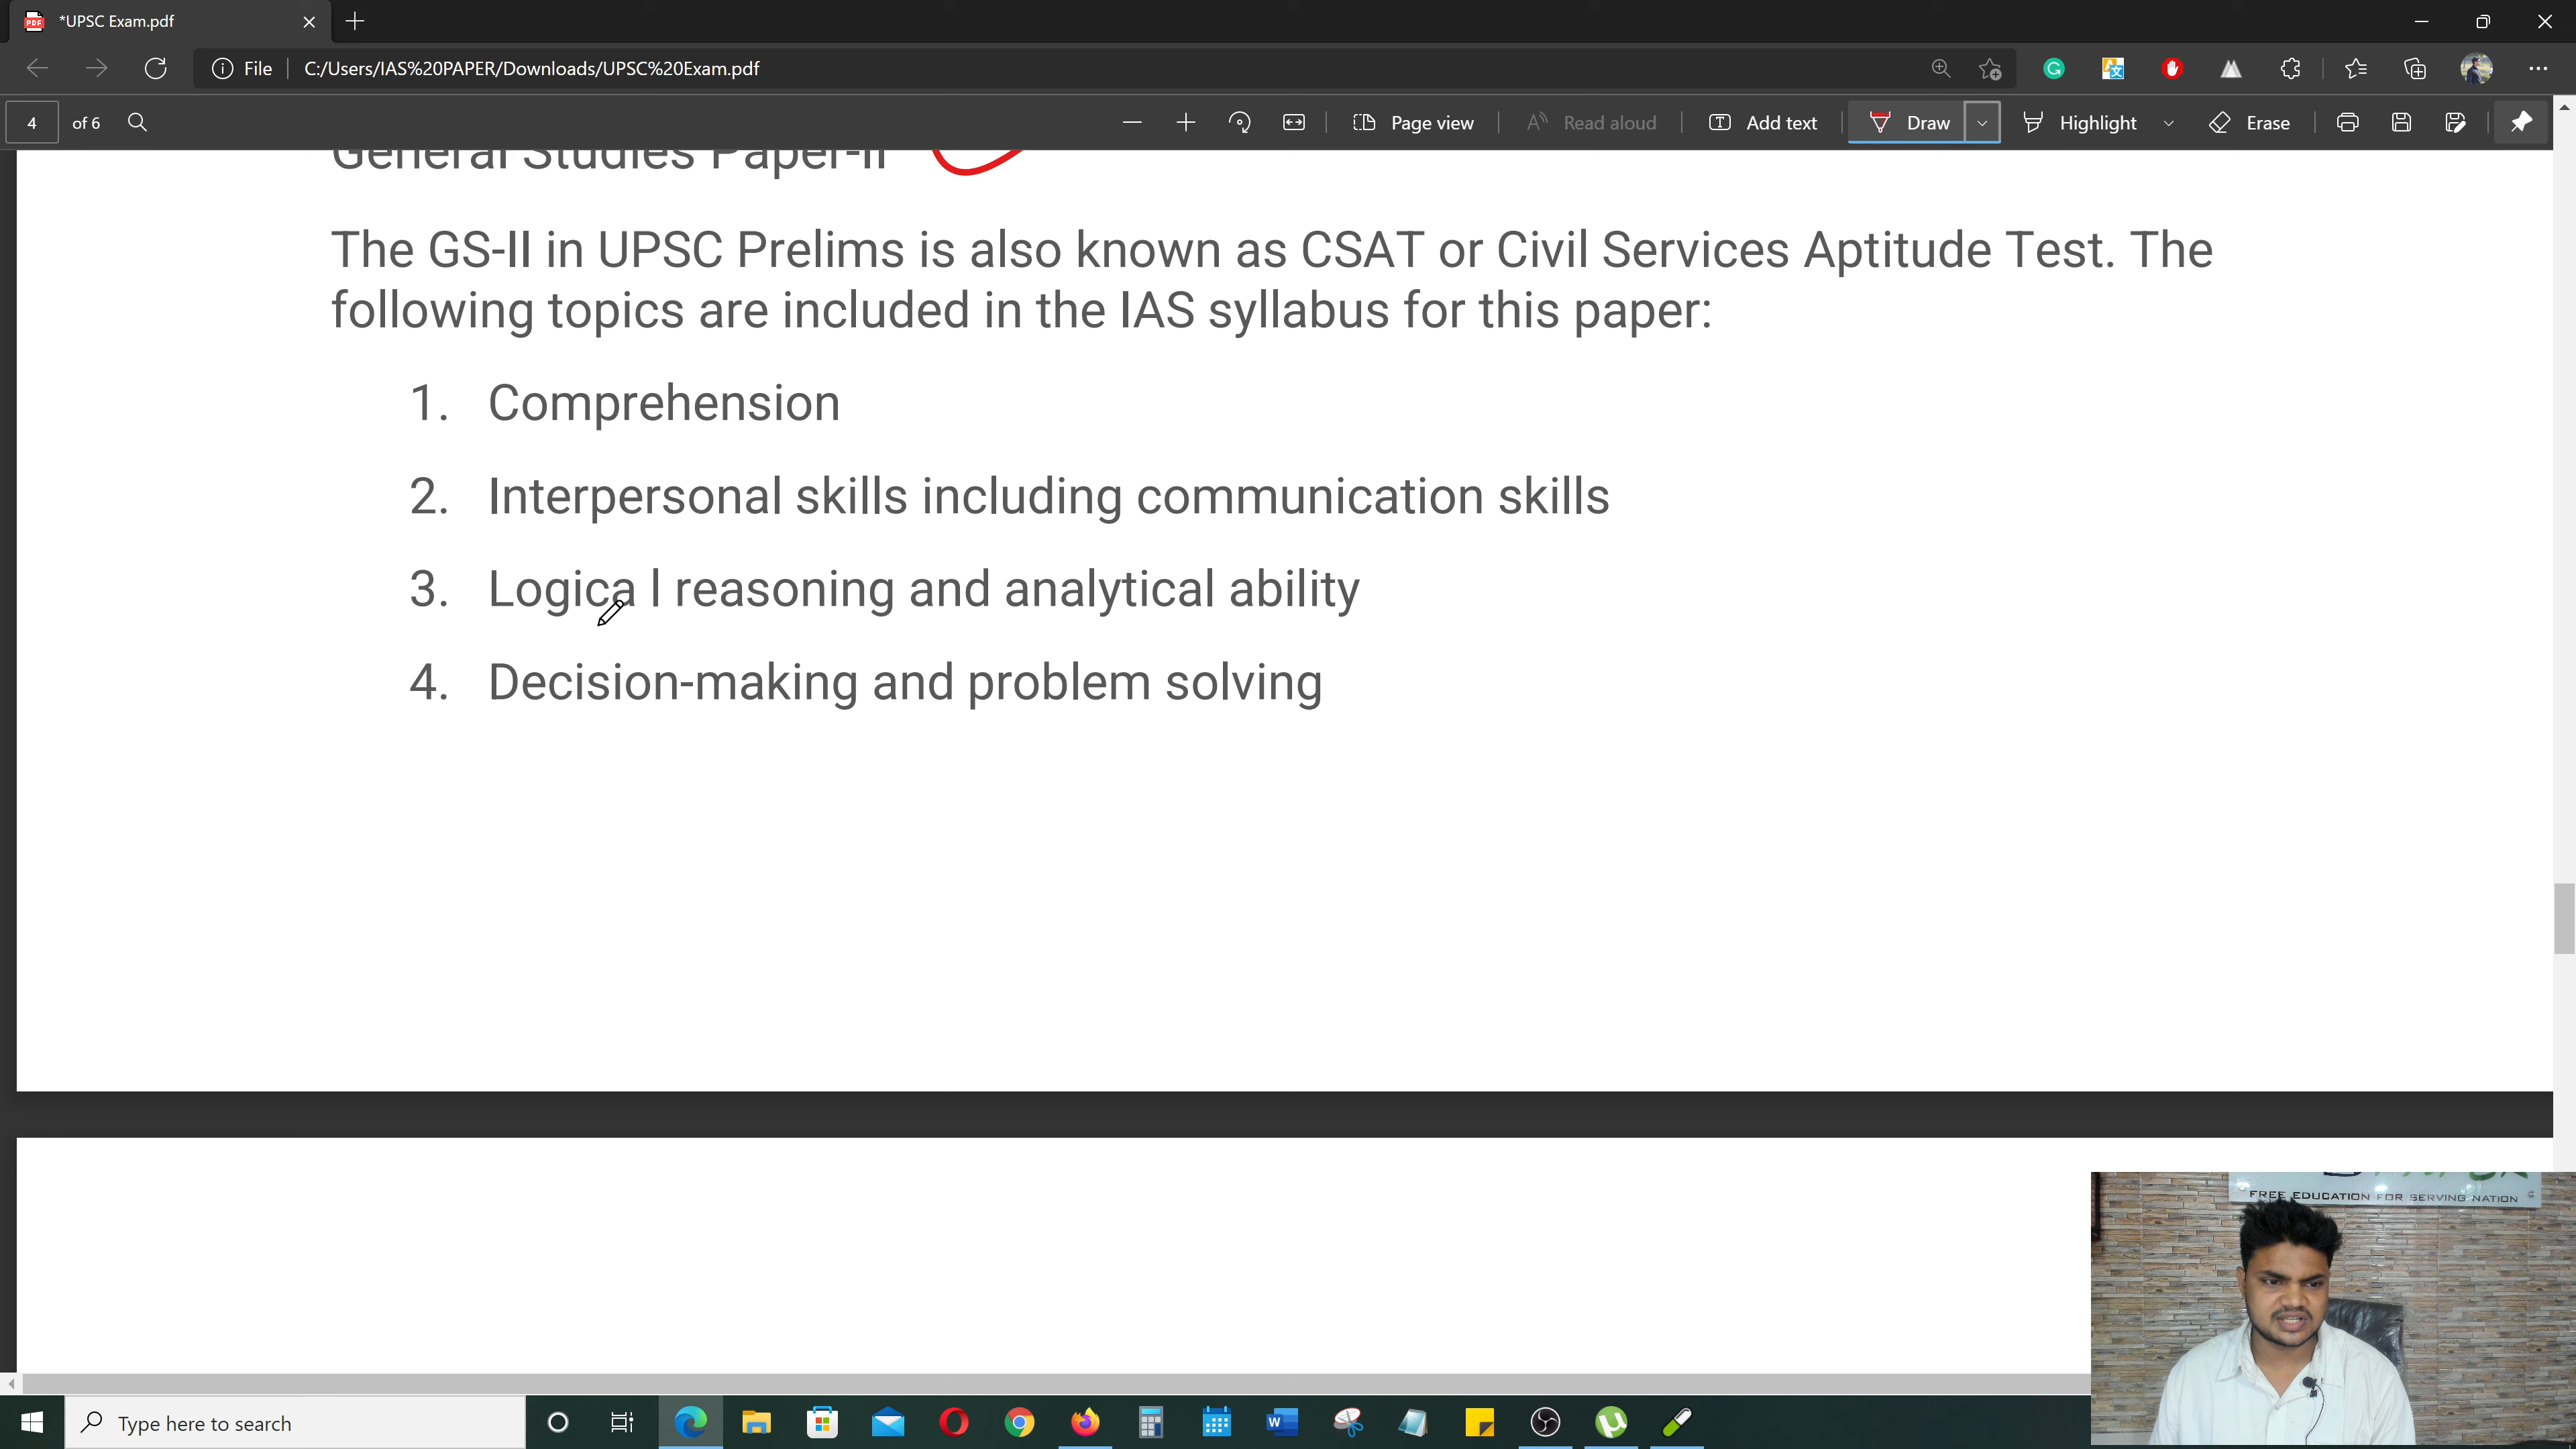 *UPSC Exam.pdf
File
C:/Users/IAS%20PAPER/Downloads/UPSC%20Exam.pdf
4 of 6
Page view
Read aloud
Add text
Draw
Highlight
Erase
General Studies Paper-II
The GS-II in UPSC Prelims is also known as CSAT or Civil Services Aptitude Test. The
following topics are included in the IAS syllabus for this paper:
1. Comprehension
2. Interpersonal skills including communication skills
3. Logica l reasoning and analytical ability
4. Decision-making and problem solving
FREE EDUCATION FOR SERVING NATION
Type here to search